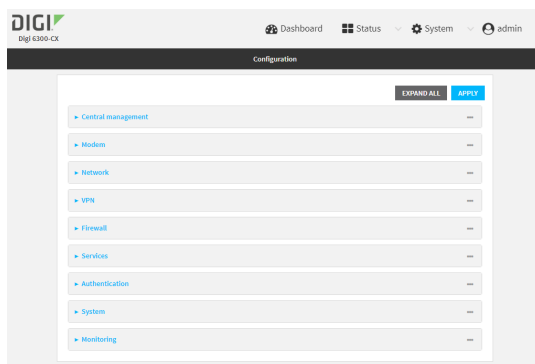 DIGI
Digi 6300-CX
Dashboard Status System admin
Configuration
EXPAND ALL APPLY
Central management
Modem
Network
VPN
Firewall
Services
Authentication
System
Monitoring